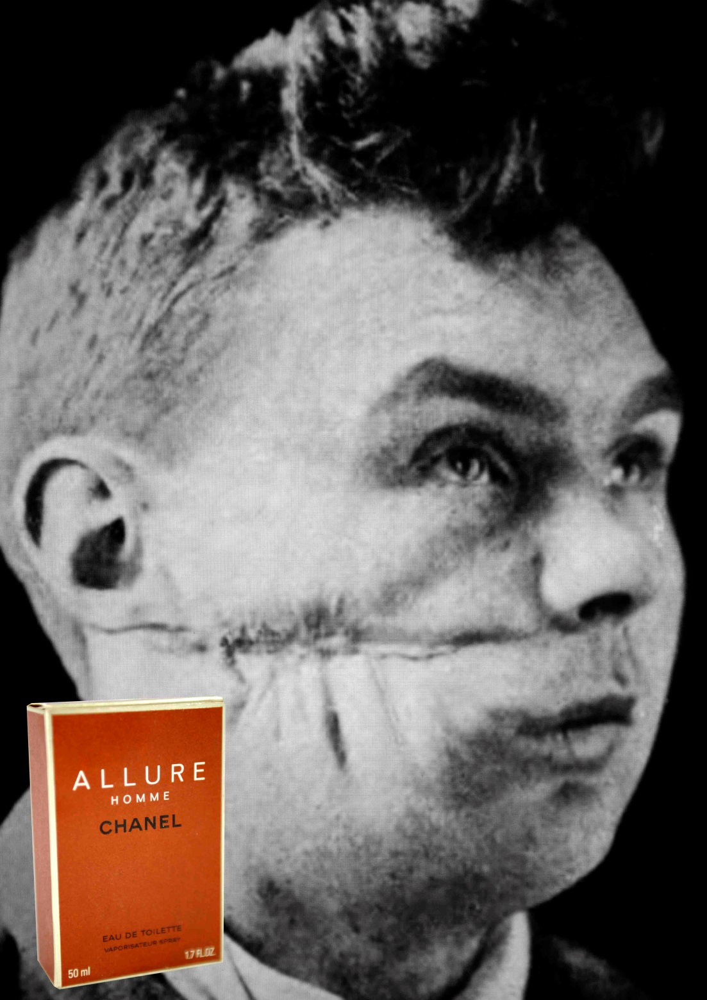 ALLURE
HOMME
CHANEL
EAU DE TOILETTE
VAPORISATEUR SPRAY
1.7 FL.OZ.
50 ml